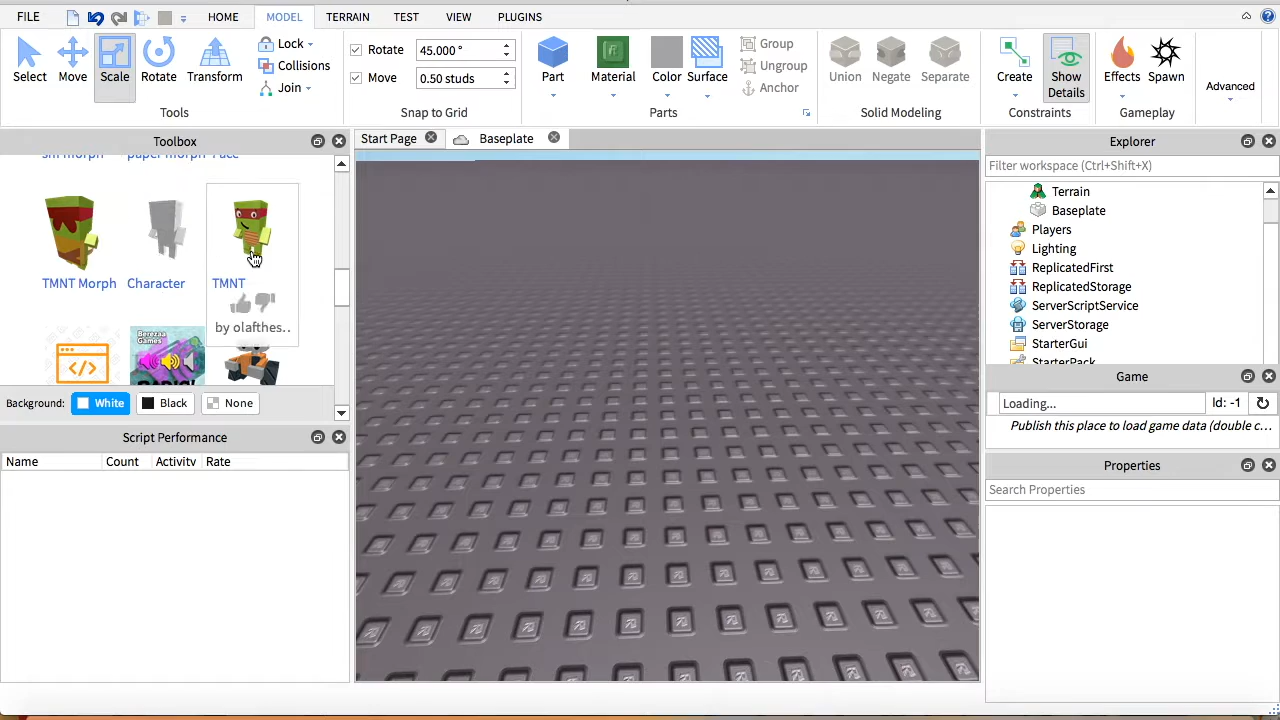 FILE
HOME
MODEL
TERRAIN
TEST
VIEW
PLUGINS
Select
Move
Scale
Rotate
Transform
Lock
Collisions
Join
Tools
Rotate
45.000 °
Move
0.50 studs
Snap to Grid
Part
Material
Color
Surface
Group
Ungroup
Anchor
Parts
Union
Negate
Separate
Solid Modeling
Create
Show
Details
Constraints
Effects
Spawn
Gameplay
Advanced
Toolbox
TMNT Morph
Character
TMNT
by olafthes..
Berezaa
Games
Background:
White
Black
None
Script Performance
Name
Count
Activity
Rate
Start Page
Baseplate
Explorer
Filter workspace (Ctrl+Shift+X)
Terrain
Baseplate
Players
Lighting
ReplicatedFirst
ReplicatedStorage
ServerScriptService
ServerStorage
StarterGui
StarterPack
Game
Loading...
Id: -1
Publish this place to load game data (double c...
Properties
Search Properties